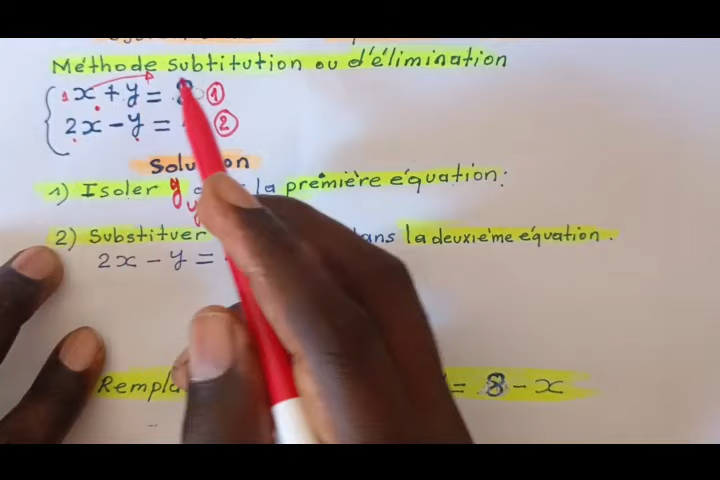 Méthode subtitution ou d'élimination
1x + y = 8 ①
2x - y = ②
Solution
1) Isoler y la première équation:
y
2) Substituer dans la deuxième équation.
2x - y =
= 8 - x